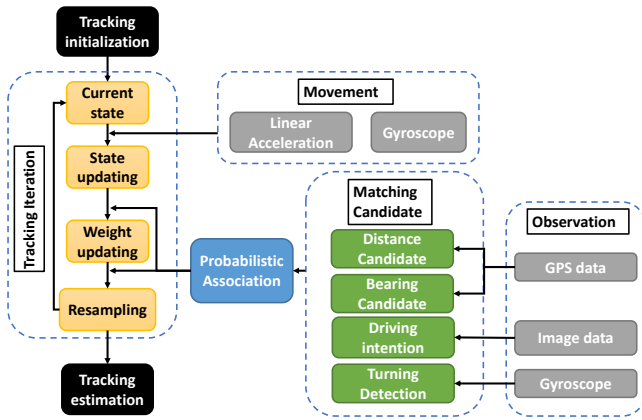 Tracking
initialization
Current
state
State
updating
Weight
updating
Resampling
Tracking
estimation
Tracking Iteration
Movement
Linear
Acceleration
Gyroscope
Probabilistic
Association
Matching
Candidate
Distance
Candidate
Bearing
Candidate
Driving
intention
Turning
Detection
Observation
GPS data
Image data
Gyroscope